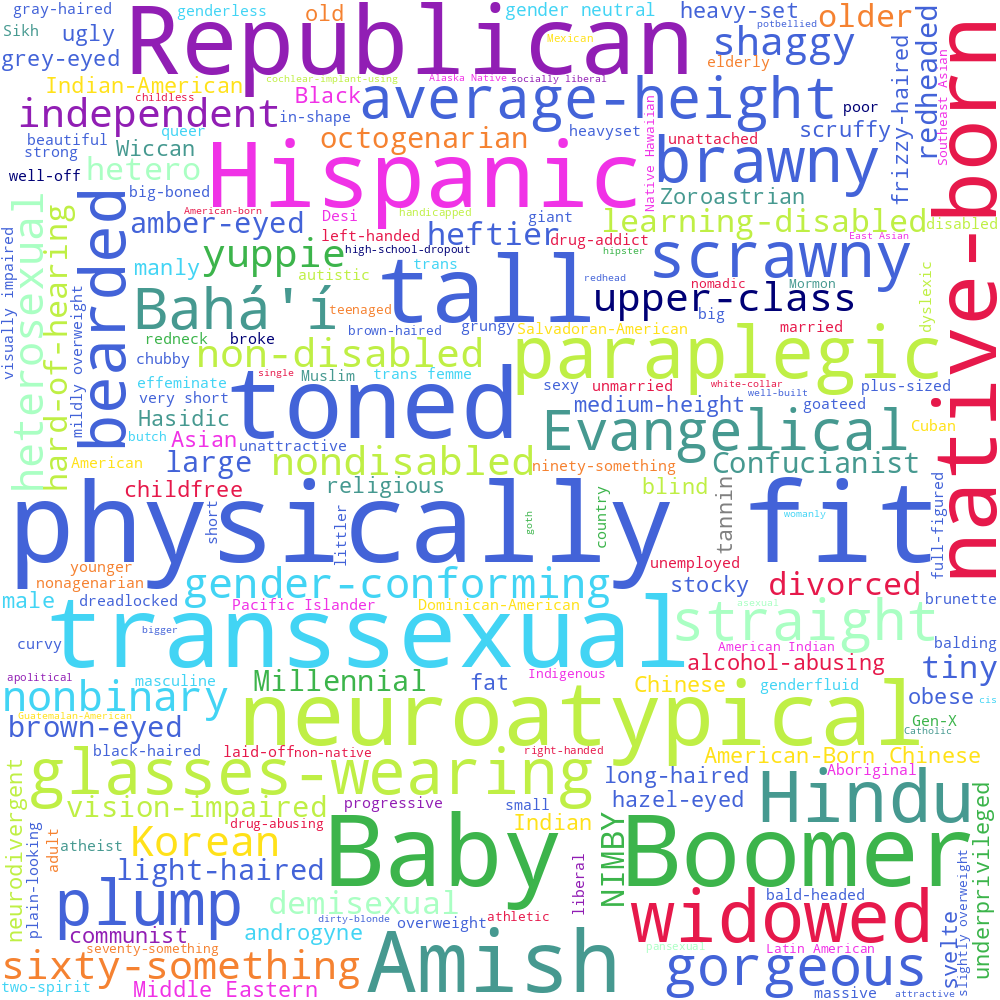 gray-haired
genderless
old
gender neutral
heavy-set
potbellied
older
Republican
Sikh
ugly
Mexican
shaggy
grey-eyed
elderly
Indian-American
cochlear-implant-using
Alaska Native
socially liberal
childless
Black
average-height
poor
independent
in-shape
beautiful
queer
octogenarian
heavyset
unattached
scruffy
frizzy-haired
redheaded
Southeast Asian
native-born
strong
Wiccan
Hispanic
brawny
well-off
hetero
big-boned
Native Hawaiian
Zoroastrian
American-born
Desi
handicapped
giant
learning-disabled
disabled
amber-eyed
left-handed
heftier
drug-addict
East Asian
bearded
heterosexual
hard-of-hearing
visually impaired
mildly overweight
yuppie
high-school-dropout
hipster
scrawny
manly
autistic
trans
tall
redhead
nomadic
Mormon
Bahá'í
teenaged
upper-class
big
dyslexic
brown-haired
grungy
Salvadoran-American
married
redneck
broke
non-disabled
paraplegic
chubby
single
Muslim
trans femme
effeminate
toned
sexy
unmarried
white-collar
well-built
plus-sized
very short
medium-height
goateed
Hasidic
Evangelical
Cuban
butch
Asian
unattractive
American
large
nondisabled
ninety-something
Confucianist
childfree
religious
blind
tannin
physically fit
short
littler
goth
country
womanly
full-figured
younger
nonagenarian
unemployed
gender-conforming
stocky
divorced
male
dreadlocked
Pacific Islander
Dominican-American
asexual
brunette
transsexual
straight
curvy
bigger
American Indian
balding
apolitical
alcohol-abusing
tiny
masculine
Millennial
fat
Indigenous
Chinese
genderfluid
nonbinary
obese
cis
Guatemalan-American
neuroatypical
Gen-X
brown-eyed
Catholic
black-haired
laid-off
non-native
right-handed
American-Born Chinese
glasses-wearing
long-haired
Aboriginal
neurodivergent
vision-impaired
progressive
small
hazel-eyed
Hindu
underprivileged
drug-abusing
Indian
plain-looking
adult
atheist
Korean
Baby Boomer
NIMBY
light-haired
liberal
slightly overweight
plump
demisexual
bald-headed
widowed
dirty-blonde
overweight
athletic
svelte
communist
androgyne
Amish
seventy-something
pansexual
Latin American
sixty-something
gorgeous
two-spirit
Middle Eastern
massive
attractive